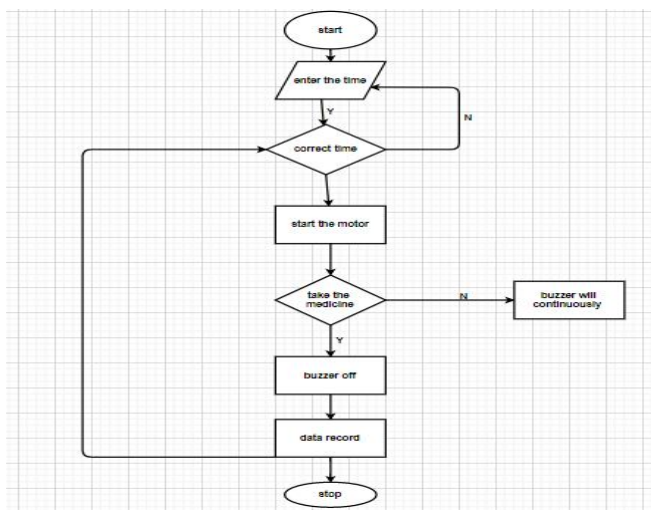 start
enter the time
Y
N
correct time
start the motor
take the
medicine
N
buzzer will
continuously
Y
buzzer off
data record
stop